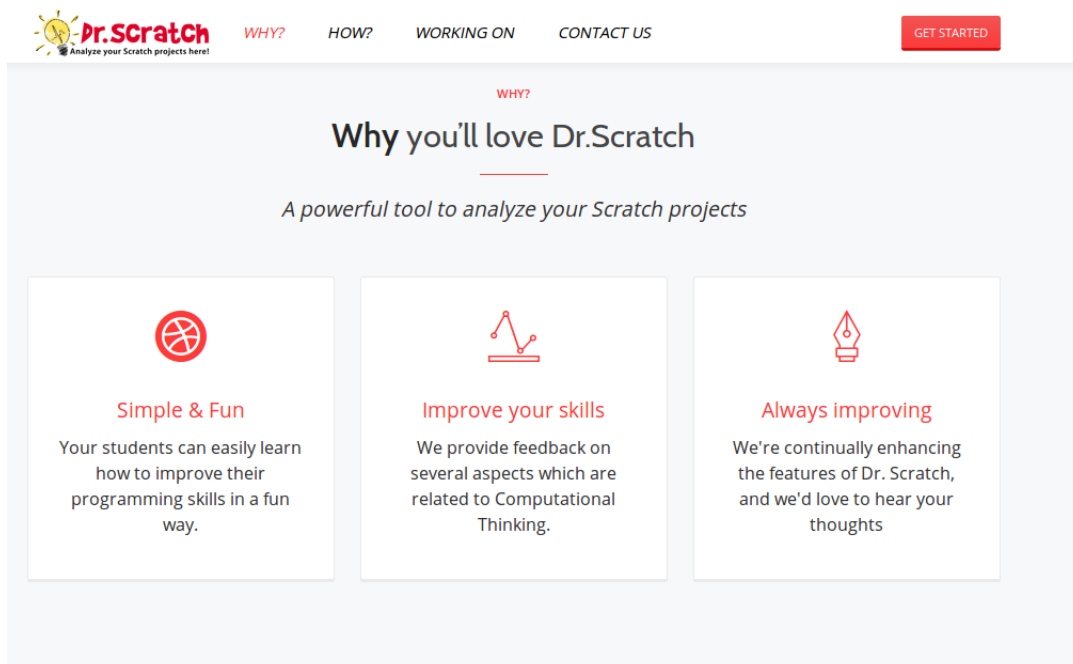 Dr.Scratch
Analyze your Scratch projects here!
WHY?
HOW?
WORKING ON
CONTACT US
GET STARTED
WHY?
Why you'll love Dr.Scratch
A powerful tool to analyze your Scratch projects
Simple & Fun
Your students can easily learn
how to improve their
programming skills in a fun
way.
Improve your skills
We provide feedback on
several aspects which are
related to Computational
Thinking.
Always improving
We're continually enhancing
the features of Dr. Scratch,
and we'd love to hear your
thoughts